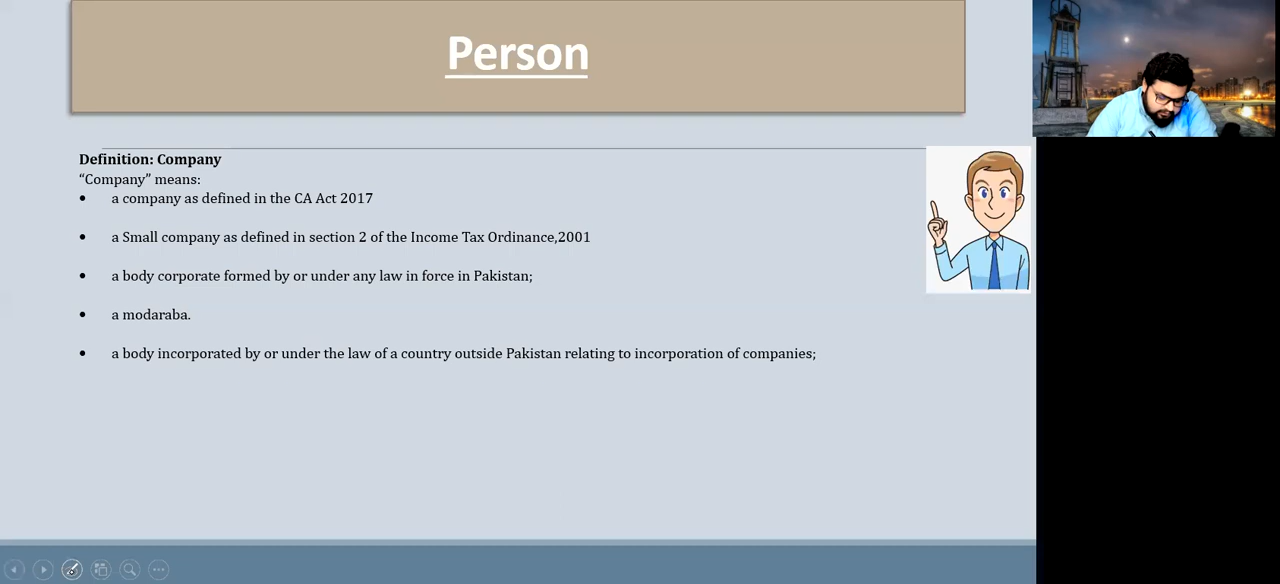 Person
Definition: Company
“Company” means:
• a company as defined in the CA Act 2017
• a Small company as defined in section 2 of the Income Tax Ordinance,2001
• a body corporate formed by or under any law in force in Pakistan;
• a modaraba.
• a body incorporated by or under the law of a country outside Pakistan relating to incorporation of companies;